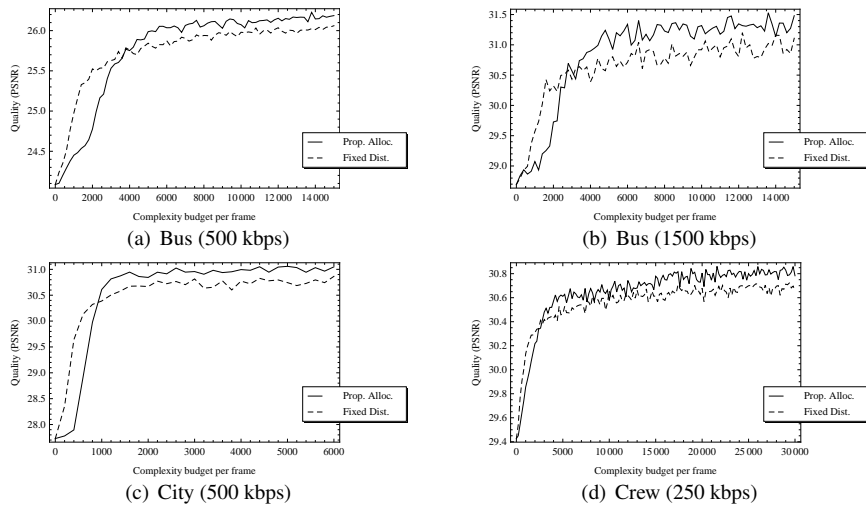 26.0
25.5
25.0
24.5
Quality (PSNR)
Prop. Alloc.
Fixed Dist.
0 2000 4000 6000 8000 10000 12000 14000
Complexity budget per frame
(a) Bus (500 kbps)
31.5
31.0
30.5
30.0
29.5
29.0
Quality (PSNR)
Prop. Alloc.
Fixed Dist.
0 2000 4000 6000 8000 10000 12000 14000
Complexity budget per frame
(b) Bus (1500 kbps)
31.0
30.5
30.0
29.5
29.0
28.5
28.0
Quality (PSNR)
Prop. Alloc.
Fixed Dist.
0 1000 2000 3000 4000 5000 6000
Complexity budget per frame
(c) City (500 kbps)
30.8
30.6
30.4
30.2
30.0
29.8
29.6
29.4
Quality (PSNR)
Prop. Alloc.
Fixed Dist.
0 5000 10000 15000 20000 25000 30000
Complexity budget per frame
(d) Crew (250 kbps)